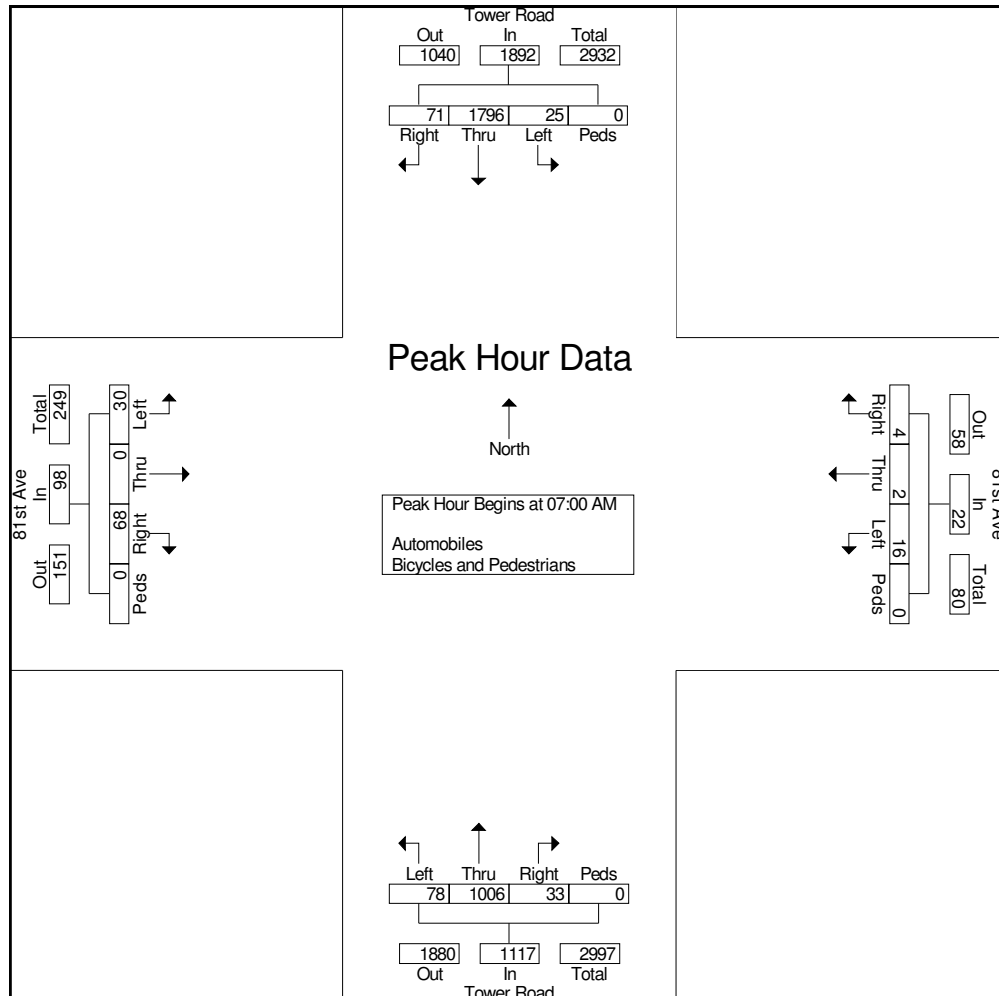 Tower Road
Out In Total
1040 1892 2932
71 1796 25 0
Right Thru Left Peds
Peak Hour Data
North
Peak Hour Begins at 07:00 AM
Automobiles
Bicycles and Pedestrians
81st Ave
Total In Out
249 98 151
30 0 68 0
Left Thru Right Peds
81st Ave
Out In Total
58 22 80
4 2 16 0
Right Thru Left Peds
Left Thru Right Peds
78 1006 33 0
1880 1117 2997
Out In Total
Tower Road